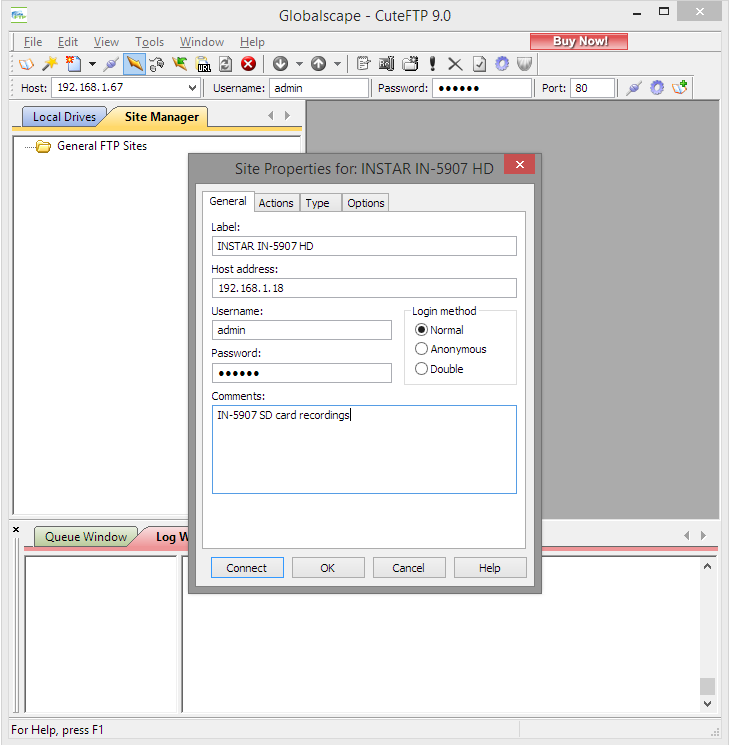 Globalscape - CuteFTP 9.0
File Edit View Tools Window Help
Buy Now!
URL
Host: 192.168.1.67 Username: admin Password: ●●●●●● Port: 80
Local Drives Site Manager
General FTP Sites
Site Properties for: INSTAR IN-5907 HD
General Actions Type Options
Label:
INSTAR IN-5907 HD
Host address:
192.168.1.18
Username:
admin
Login method
Normal
Anonymous
Double
Password:
●●●●●●
Comments:
IN-5907 SD card recordings
Connect OK Cancel Help
Queue Window Log W
For Help, press F1